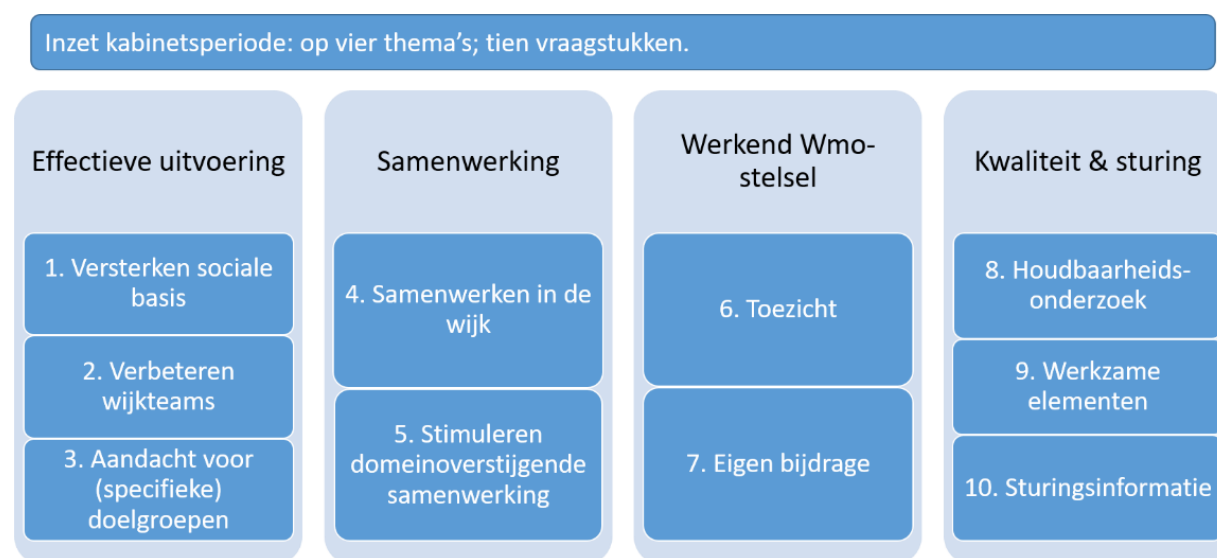 Inzet kabinetsperiode: op vier thema's; tien vraagstukken.
Effectieve uitvoering
1. Versterken sociale
basis
2. Verbeteren
wijkteams
3. Aandacht voor
(specifieke)
doelgroepen
Samenwerking
4. Samenwerken in de
wijk
5. Stimuleren
domeinoverstijgende
samenwerking
Werkend Wmo-
stelsel
6. Toezicht
7. Eigen bijdrage
Kwaliteit & sturing
8. Houdbaarheids-
onderzoek
9. Werkzame
elementen
10. Sturingsinformatie